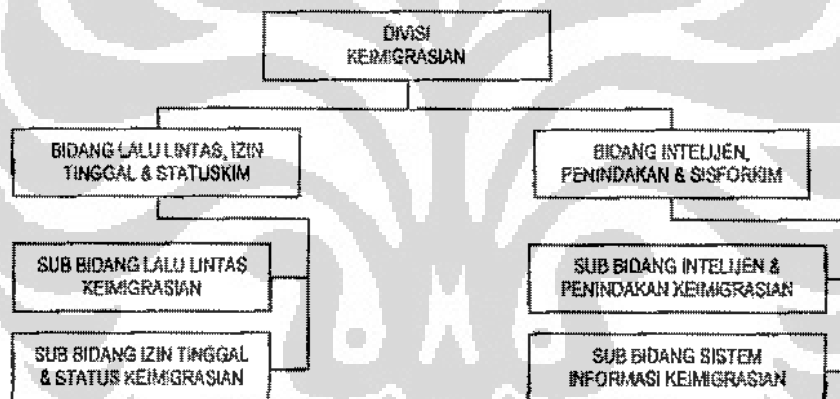 DIVISI
KEIMIGRASIAN
BIDANG LALU LINTAS, IZIN
TINGGAL & STATUSKIM
BIDANG INTELIJEN,
PENINDAKAN & SISFORKIM
SUB BIDANG LALU LINTAS
KEIMIGRASIAN
SUB BIDANG INTELIJEN &
PENINDAKAN KEIMIGRASIAN
SUB BIDANG IZIN TINGGAL
& STATUS KEIMIGRASIAN
SUB BIDANG SISTEM
INFORMASI KEIMIGRASIAN